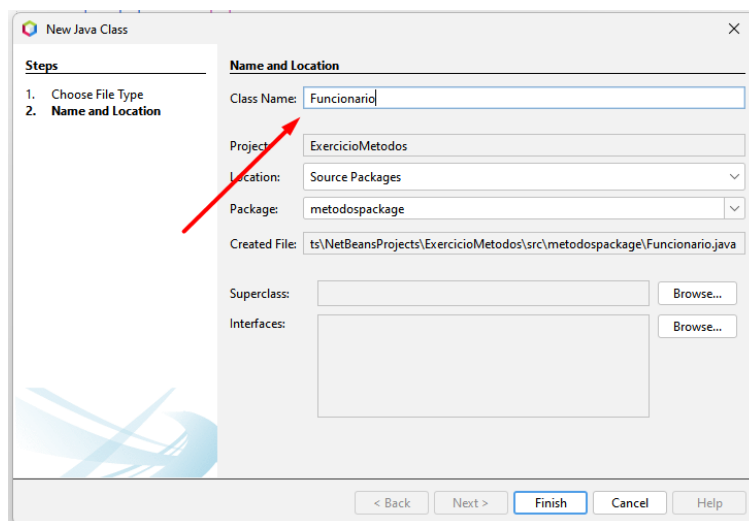 New Java Class
Steps
1. Choose File Type
2. Name and Location
Name and Location
Class Name: Funcionario
Project: ExercicioMetodos
Location: Source Packages
Package: metodospackage
Created File: ts\NetBeansProjects\ExercicioMetodos\src\metodospackage\Funcionario.java
Superclass: Browse...
Interfaces: Browse...
< Back Next > Finish Cancel Help